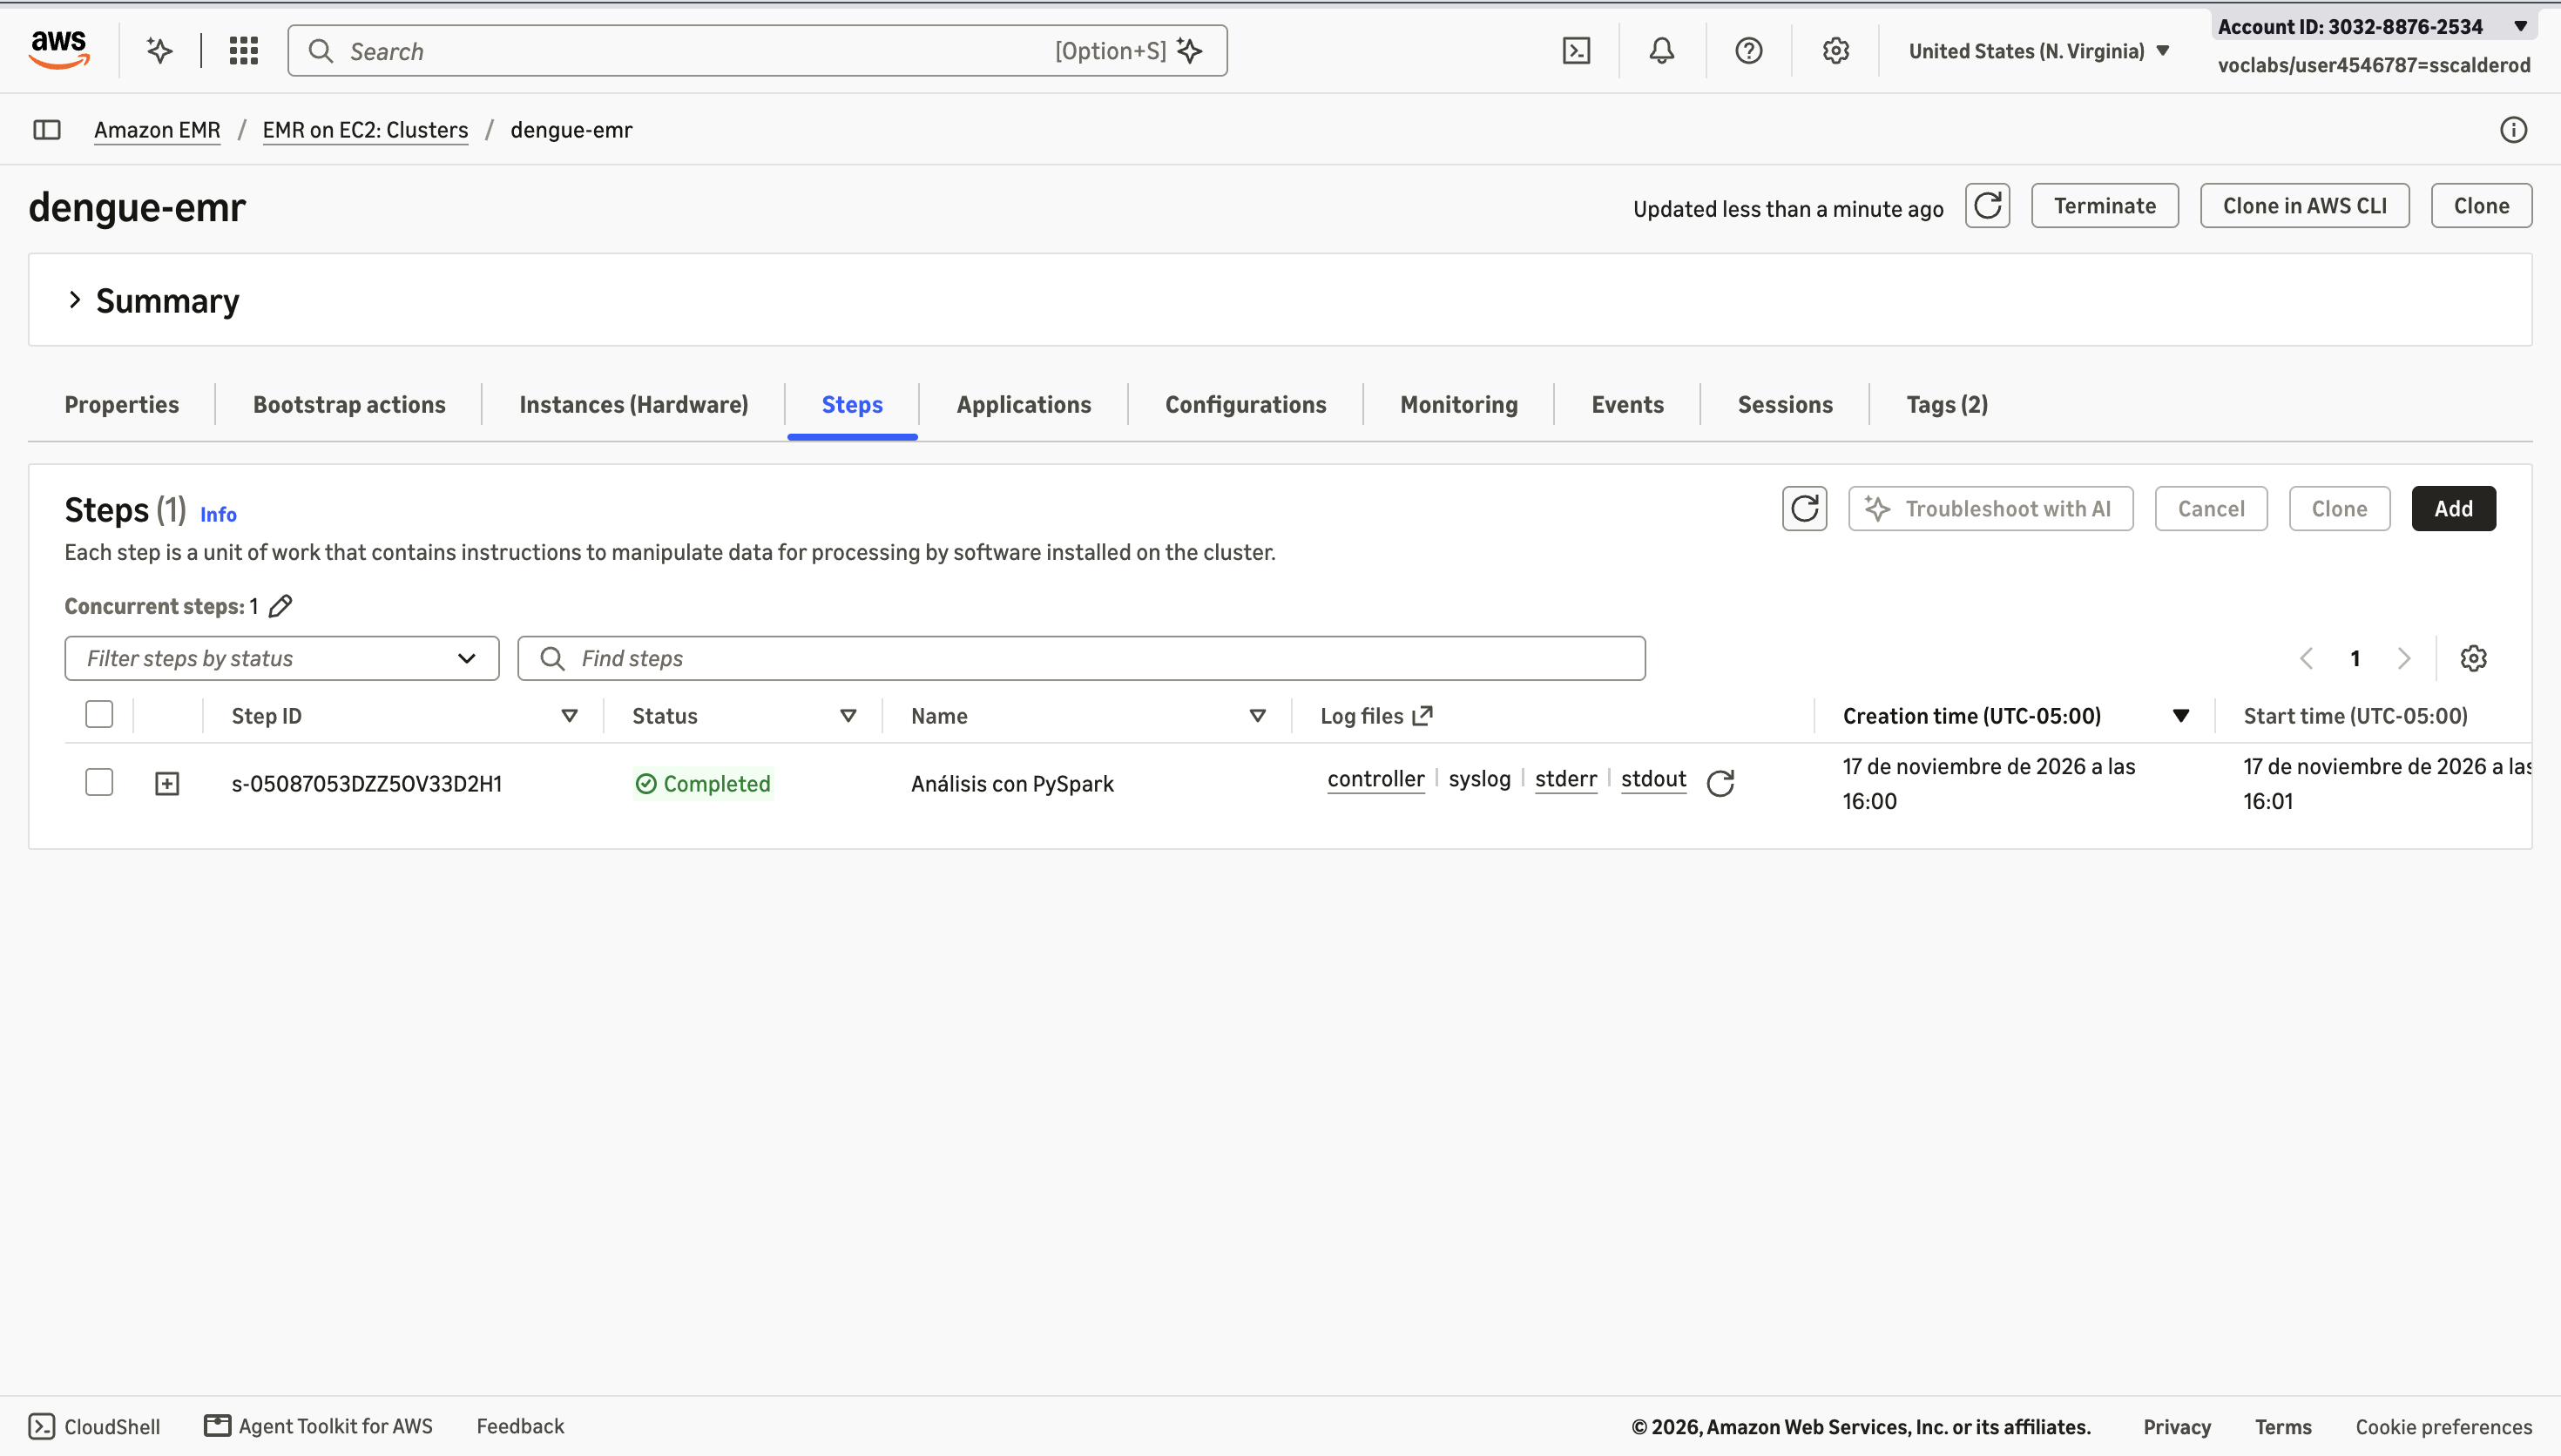 aws
Search [Option+S]
United States (N. Virginia)
Account ID: 3032-8876-2534
voclabs/user4546787=sscalderod
Amazon EMR / EMR on EC2: Clusters / dengue-emr
dengue-emr
Updated less than a minute ago
Terminate
Clone in AWS CLI
Clone
Summary
Properties
Bootstrap actions
Instances (Hardware)
Steps
Applications
Configurations
Monitoring
Events
Sessions
Tags (2)
Steps (1) Info
Troubleshoot with AI
Cancel
Clone
Add
Each step is a unit of work that contains instructions to manipulate data for processing by software installed on the cluster.
Concurrent steps: 1
Filter steps by status
Find steps
1
Step ID
Status
Name
Log files
Creation time (UTC-05:00)
Start time (UTC-05:00)
s-05087053DZZ5OV33D2H1
Completed
Análisis con PySpark
controller | syslog | stderr | stdout
17 de noviembre de 2026 a las
16:00
17 de noviembre de 2026 a las
16:01
CloudShell
Agent Toolkit for AWS
Feedback
© 2026, Amazon Web Services, Inc. or its affiliates.
Privacy
Terms
Cookie preferences